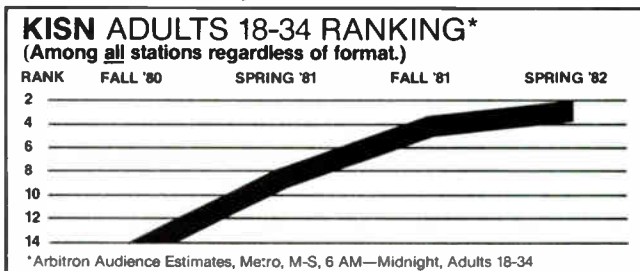 KISN ADULTS 18-34 RANKING*
(Among all stations regardless of format.)
RANK FALL '80 SPRING '81 FALL '81 SPRING '82
2
4
6
8
10
12
14
*Arbitron Audience Estimates, Metro, M-S, 6 AM—Midnight, Adults 18-34